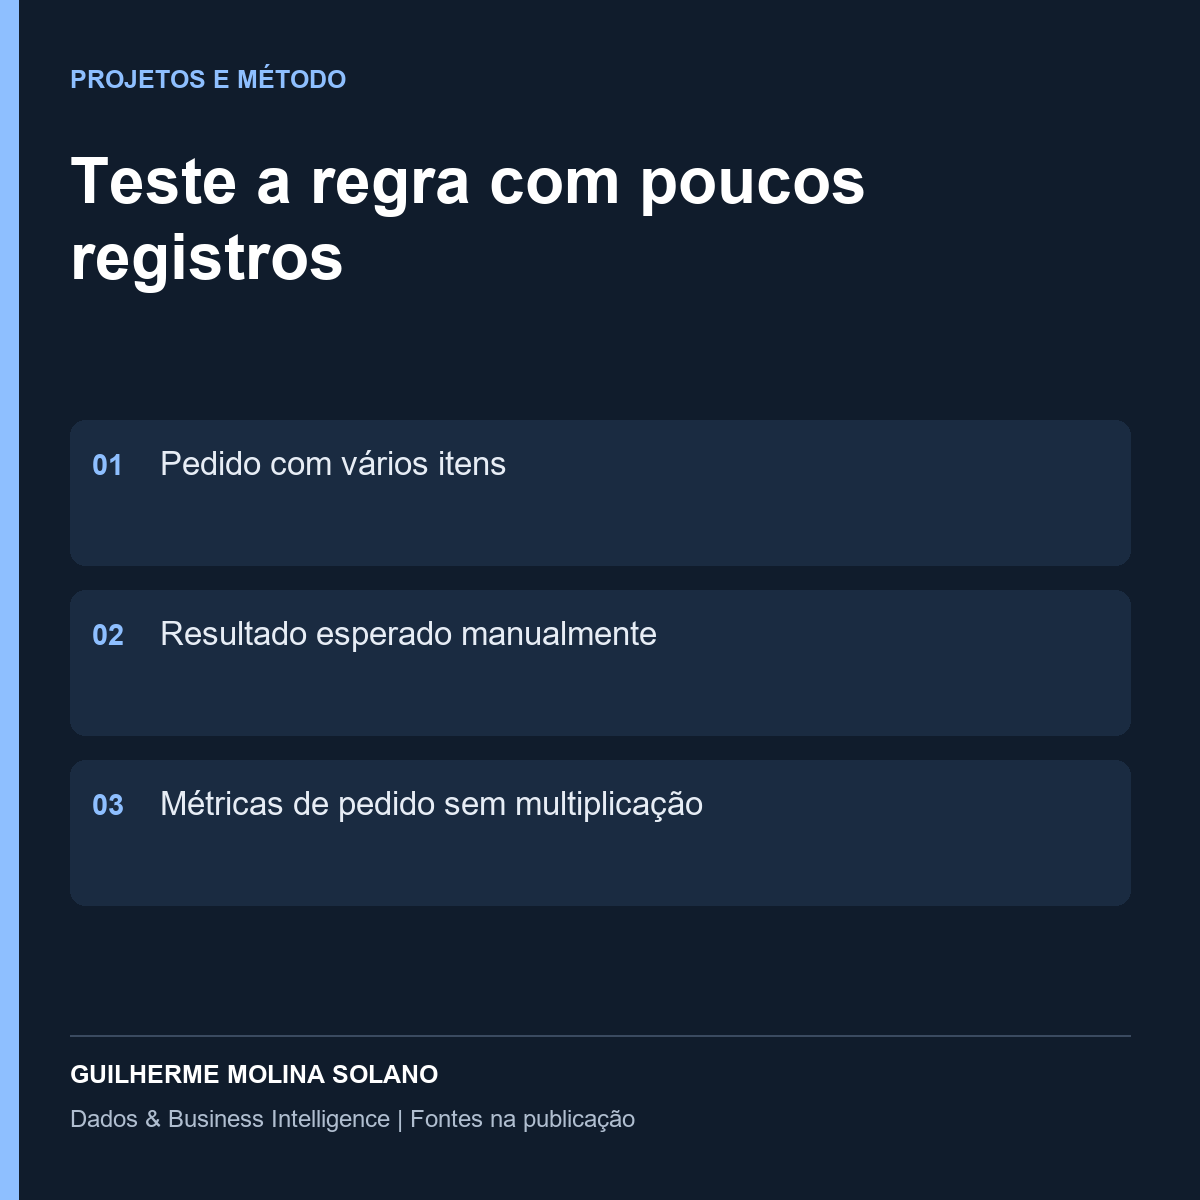 PROJETOS E MÉTODO
Teste a regra com poucos
registros
01 Pedido com vários itens
02 Resultado esperado manualmente
03 Métricas de pedido sem multiplicação
GUILHERME MOLINA SOLANO
Dados & Business Intelligence | Fontes na publicação